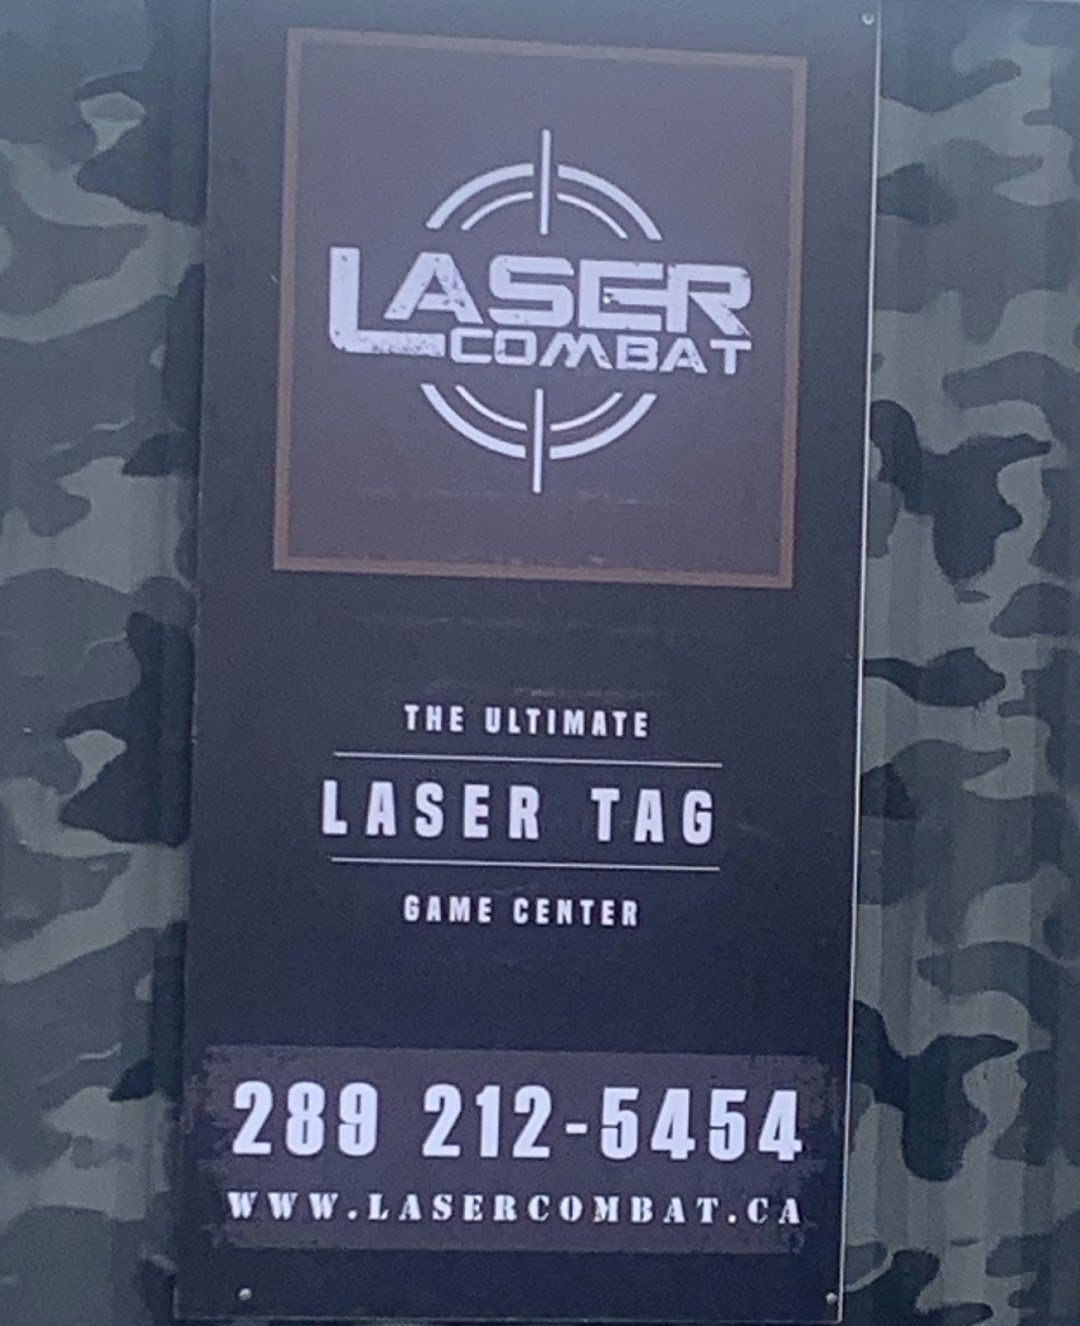 LASER
COMBAT
THE ULTIMATE
LASER TAG
GAME CENTER
289 212-5454
WWW.LASERCOMBAT.CA